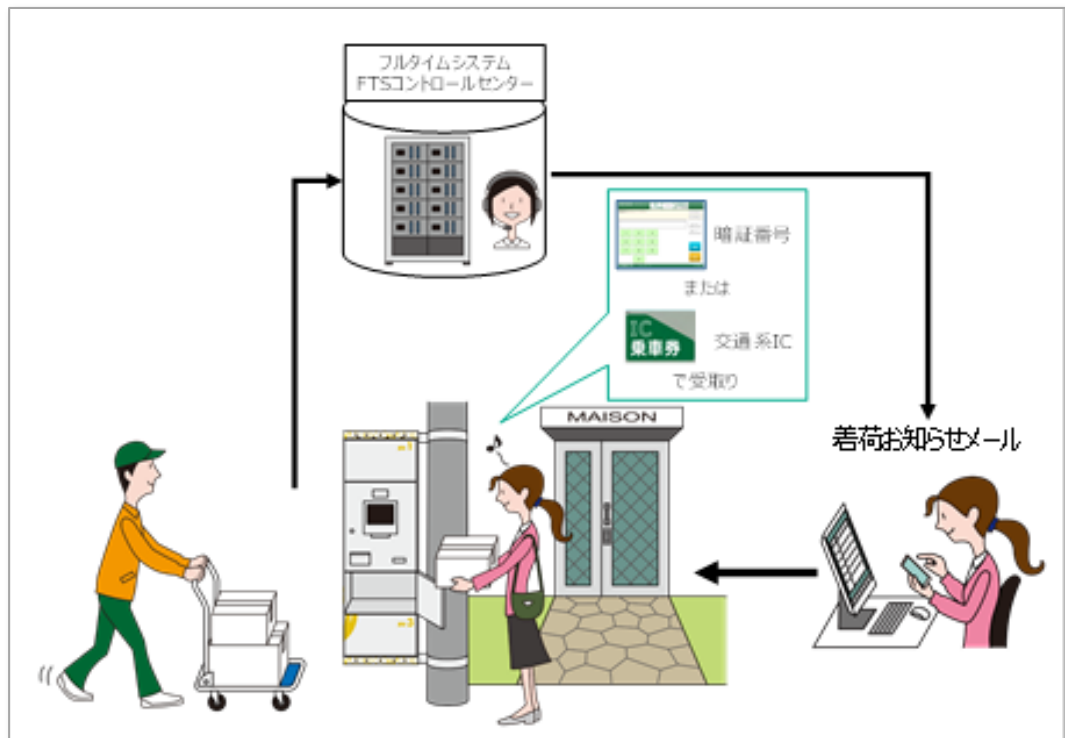 フルタイムシステム
FTSコントロールセンター
暗証番号
または
IC
乗車券
交通系IC
で受取り
MAISON
着荷お知らせメール